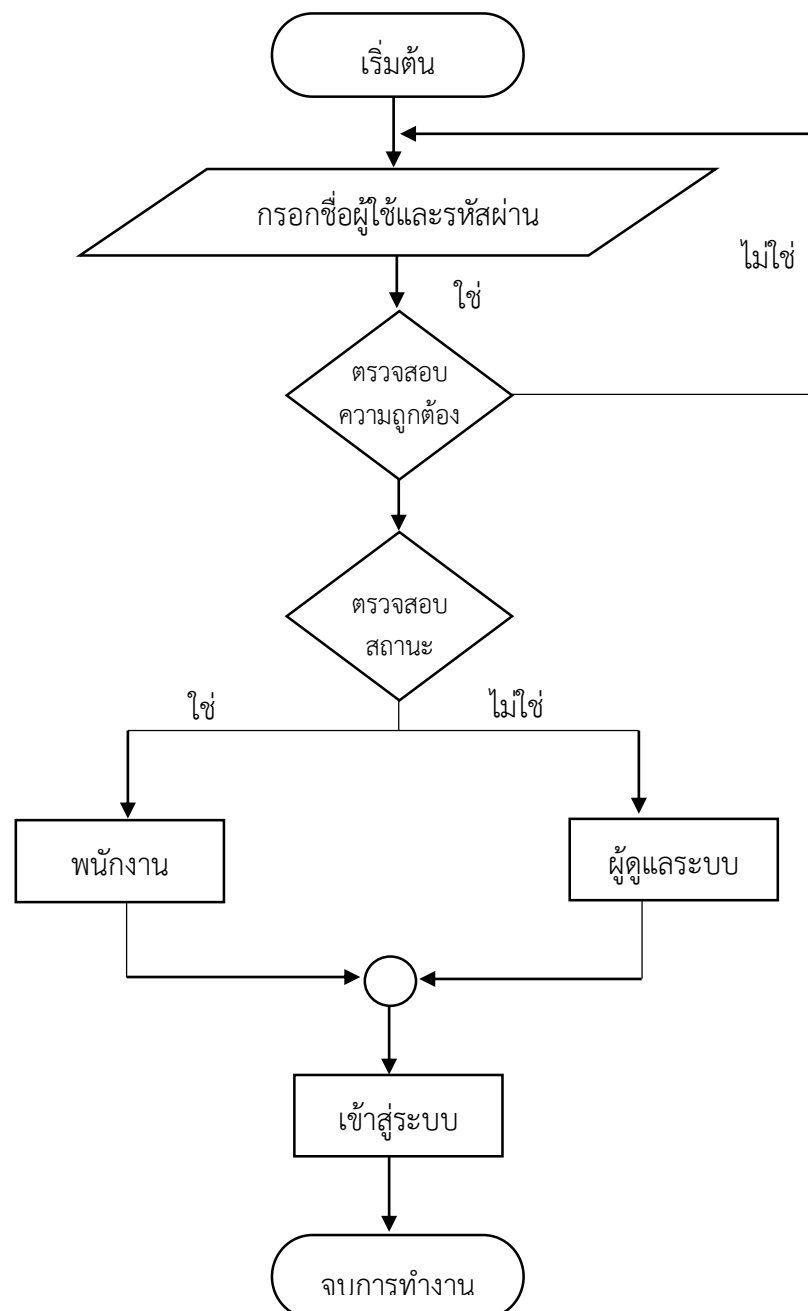 เริ่มต้น
กรอกชื่อผู้ใช้และรหัสผ่าน
ไม่ใช่
ใช่
ตรวจสอบ
ความถูกต้อง
ตรวจสอบ
สถานะ
ใช่
ไม่ใช่
พนักงาน
ผู้ดูแลระบบ
เข้าสู่ระบบ
จบการทำงาน